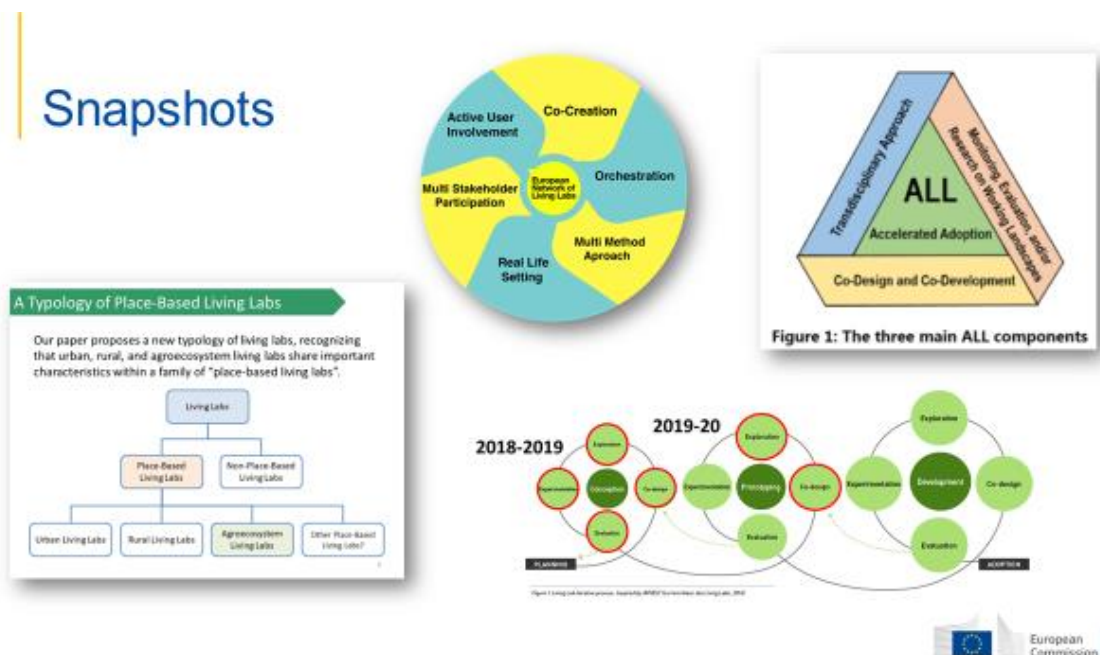 Snapshots
Active User
Involvement
Co-Creation
Orchestration
Multi Method
Aproach
Real Life
Setting
Multi Stakeholder
Participation
European
Network of
Living Labs
Transdisciplinary Approach
Monitoring, Evaluation, and/or
Research on Working Landscapes
ALL
Accelerated Adoption
Co-Design and Co-Development
Figure 1: The three main ALL components
A Typology of Place-Based Living Labs
Our paper proposes a new typology of living labs, recognizing
that urban, rural, and agroecosystem living labs share important
characteristics within a family of "place-based living labs".
Living Labs
Place-Based
Living Labs
Non-Place-Based
Living Labs
Urban Living Labs
Rural Living Labs
Agroecosystem
Living Labs
Other Place-Based
Living Labs?
2018-2019
Exploration
Experimentation
Co-design
Evaluation
PLANNING
2019-20
Exploration
Experimentation
Prototyping
Co-design
Evaluation
Exploration
Experimentation
Development
Co-design
Evaluation
ADOPTION
European
Commission